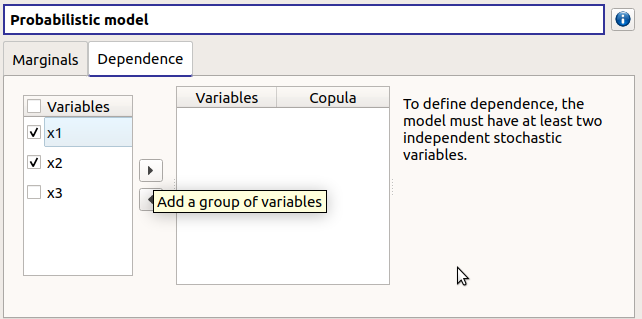 Probabilistic model
Marginals
Dependence
Variables
x1
x2
x3
Variables
Copula
Add a group of variables
To define dependence, the
model must have at least two
independent stochastic
variables.